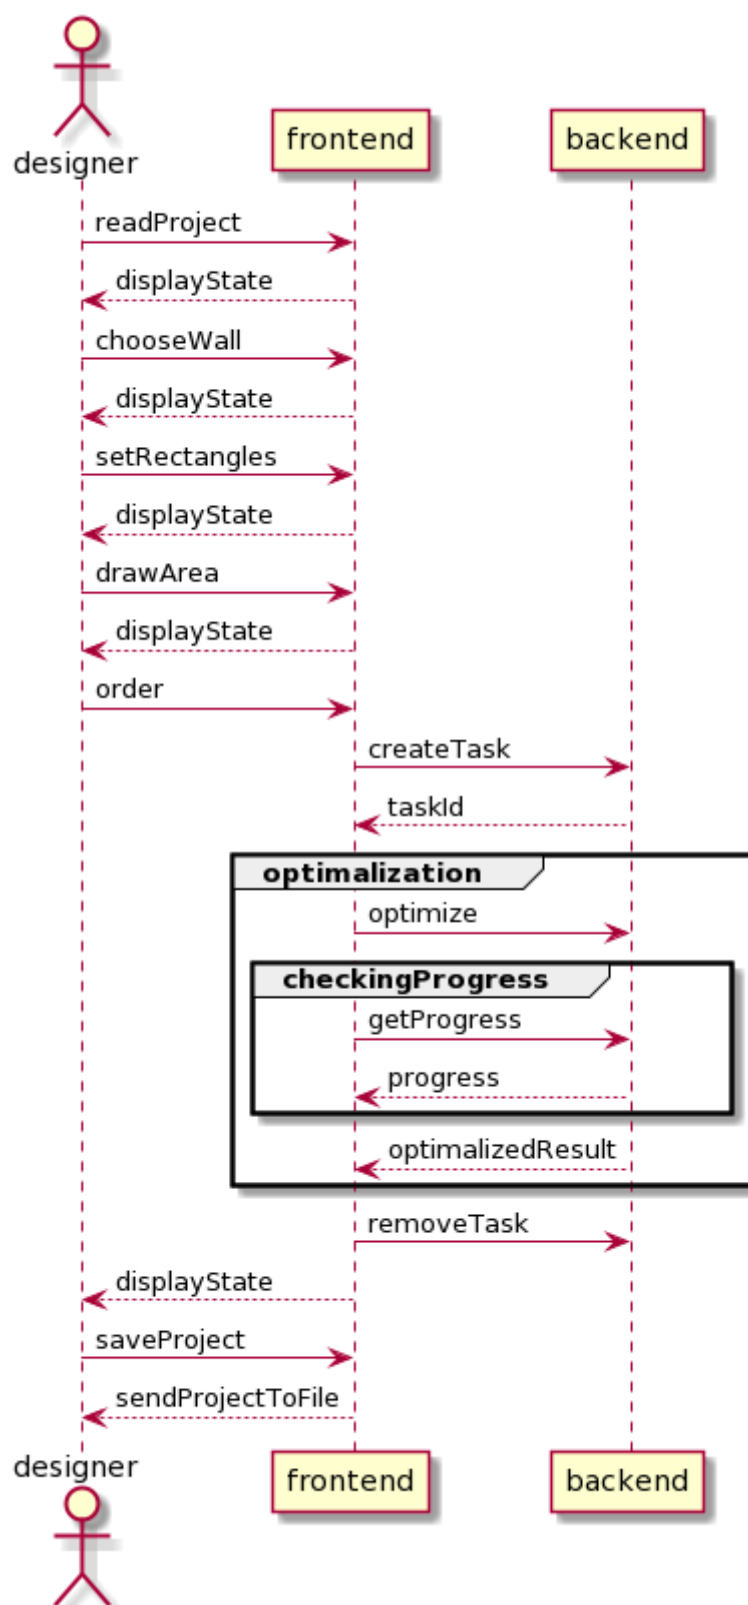 designer
frontend
backend
readProject
displayState
chooseWall
displayState
setRectangles
displayState
drawArea
displayState
order
createTask
taskId
optimalization
optimize
checkingProgress
getProgress
progress
optimalizedResult
removeTask
displayState
saveProject
sendProjectToFile
designer
frontend
backend